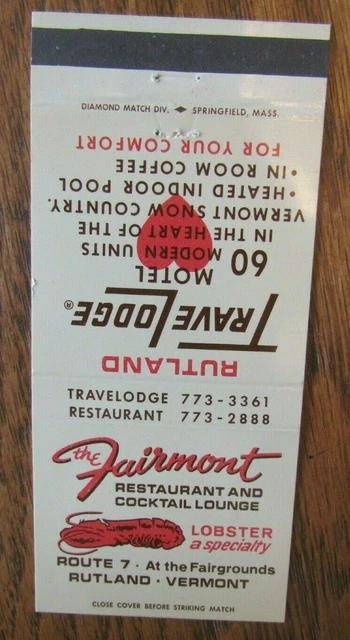 DIAMOND MATCH DIV. SPRINGFIELD, MASS.
RUTLAND
TRAVELODGE®
MOTEL
60 MODERN UNITS
IN THE HEART OF THE
VERMONT SNOW COUNTRY.
• HEATED INDOOR POOL
• IN ROOM COFFEE
FOR YOUR COMFORT
TRAVELODGE 773-3361
RESTAURANT 773-2888
the Fairmont
RESTAURANT AND
COCKTAIL LOUNGE
LOBSTER
a specialty
ROUTE 7 · At the Fairgrounds
RUTLAND · VERMONT
CLOSE COVER BEFORE STRIKING MATCH